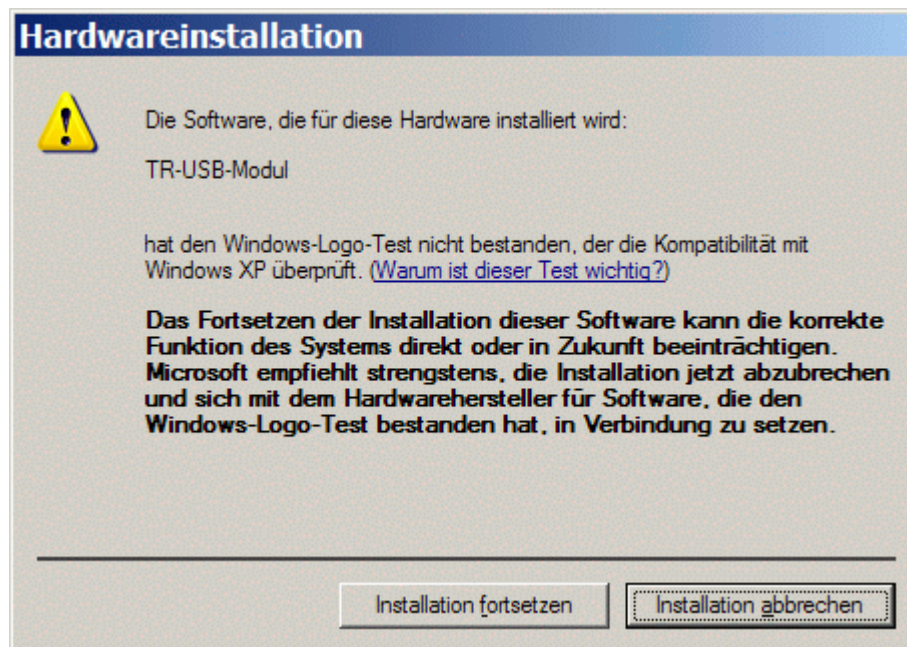 Hardwareinstallation
Die Software, die für diese Hardware installiert wird:
TR-USB-Modul
hat den Windows-Logo-Test nicht bestanden, der die Kompatibilität mit
Windows XP überprüft. (Warum ist dieser Test wichtig?)
Das Fortsetzen der Installation dieser Software kann die korrekte
Funktion des Systems direkt oder in Zukunft beeinträchtigen.
Microsoft empfiehlt strengstens, die Installation jetzt abzubrechen
und sich mit dem Hardwarehersteller für Software, die den
Windows-Logo-Test bestanden hat, in Verbindung zu setzen.
Installation fortsetzen
Installation abbrechen